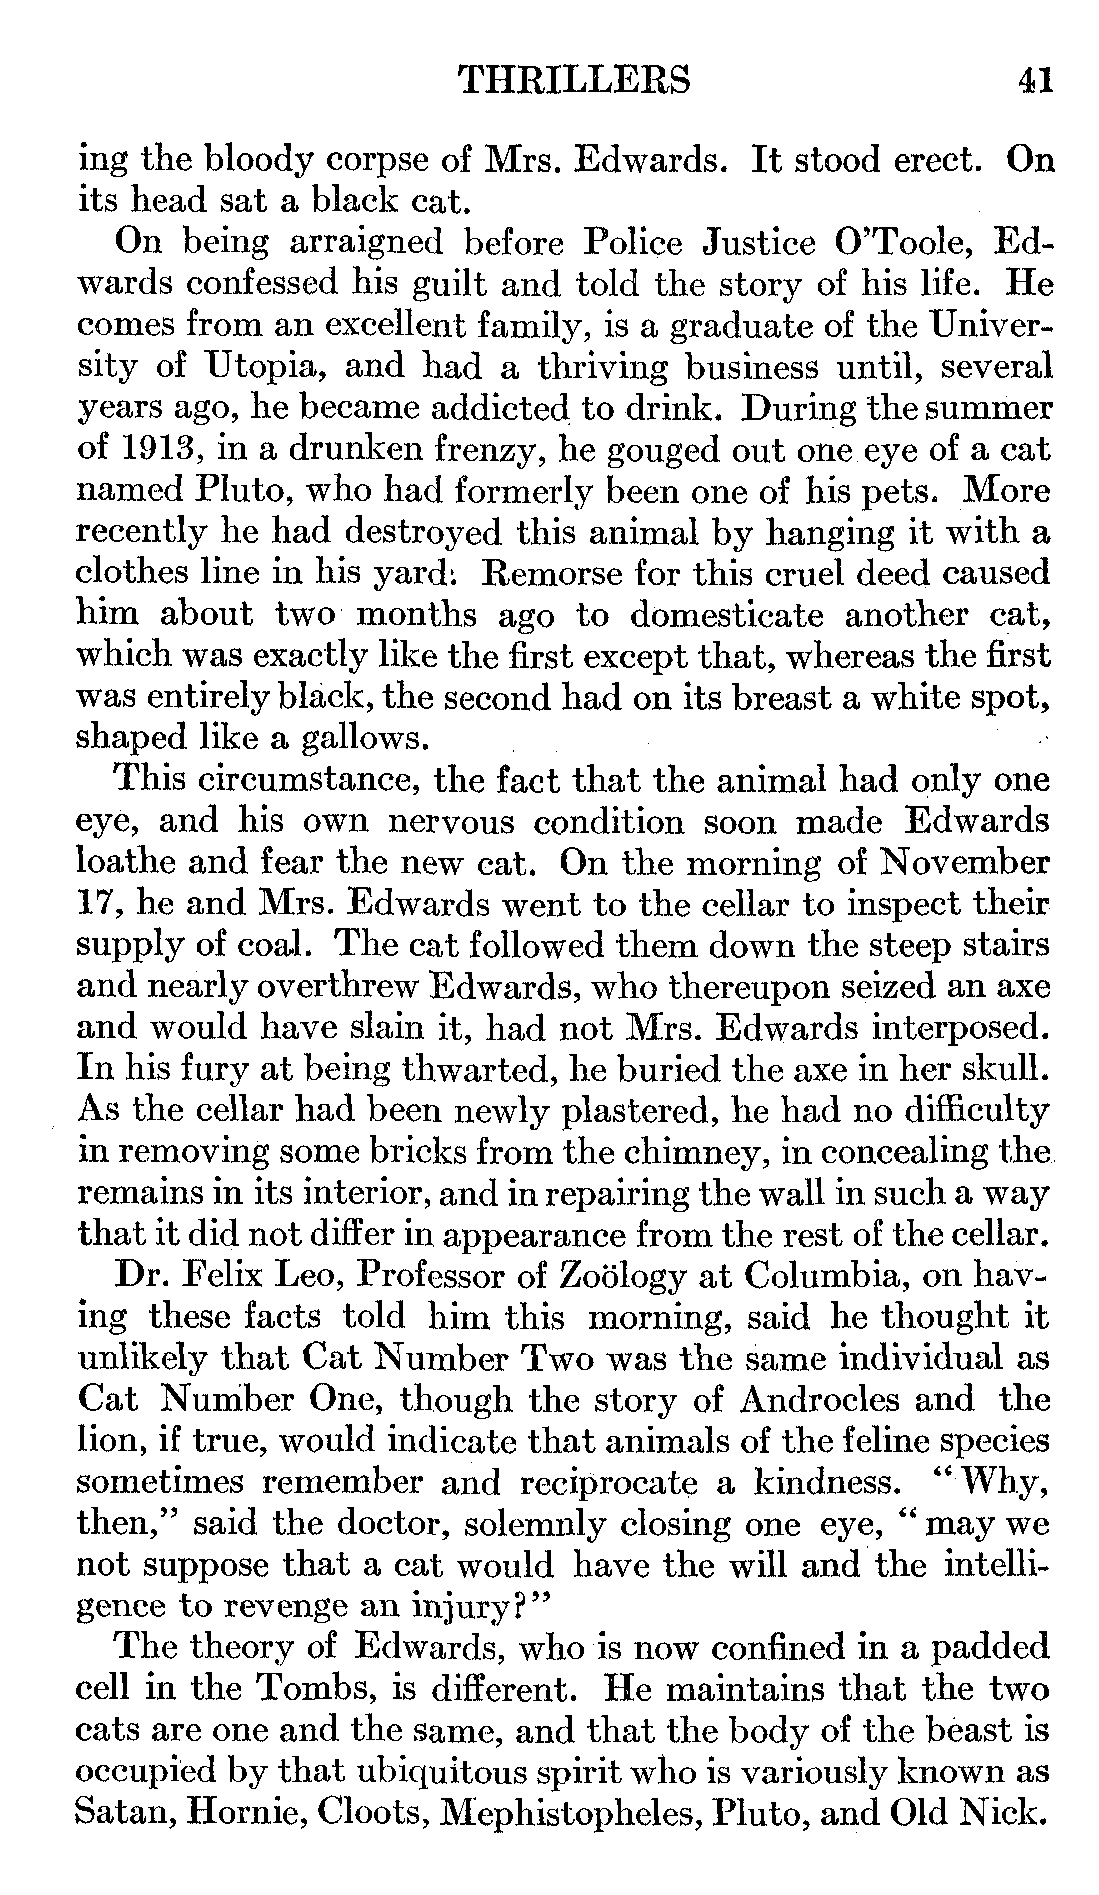 THRILLERS 41
ing the bloody corpse of Mrs. Edwards. It stood erect. On
its head sat a black cat.
On being arraigned before Police Justice O'Toole, Ed-
wards confessed his guilt and told the story of his life. He
comes from an excellent family, is a graduate of the Univer-
sity of Utopia, and had a thriving business until, several
years ago, he became addicted to drink. During the summer
of 1913, in a drunken frenzy, he gouged out one eye of a cat
named Pluto, who had formerly been one of his pets. More
recently he had destroyed this animal by hanging it with a
clothes line in his yard. Remorse for this cruel deed caused
him about two months ago to domesticate another cat,
which was exactly like the first except that, whereas the first
was entirely black, the second had on its breast a white spot,
shaped like a gallows.
This circumstance, the fact that the animal had only one
eye, and his own nervous condition soon made Edwards
loathe and fear the new cat. On the morning of November
17, he and Mrs. Edwards went to the cellar to inspect their
supply of coal. The cat followed them down the steep stairs
and nearly overthrew Edwards, who thereupon seized an axe
and would have slain it, had not Mrs. Edwards interposed.
In his fury at being thwarted, he buried the axe in her skull.
As the cellar had been newly plastered, he had no difficulty
in removing some bricks from the chimney, in concealing the
remains in its interior, and in repairing the wall in such a way
that it did not differ in appearance from the rest of the cellar.
Dr. Felix Leo, Professor of Zoölogy at Columbia, on hav-
ing these facts told him this morning, said he thought it
unlikely that Cat Number Two was the same individual as
Cat Number One, though the story of Androcles and the
lion, if true, would indicate that animals of the feline species
sometimes remember and reciprocate a kindness. "Why,
then," said the doctor, solemnly closing one eye, "may we
not suppose that a cat would have the will and the intelli-
gence to revenge an injury?"
The theory of Edwards, who is now confined in a padded
cell in the Tombs, is different. He maintains that the two
cats are one and the same, and that the body of the beast is
occupied by that ubiquitous spirit who is variously known as
Satan, Hornie, Cloots, Mephistopheles, Pluto, and Old Nick.